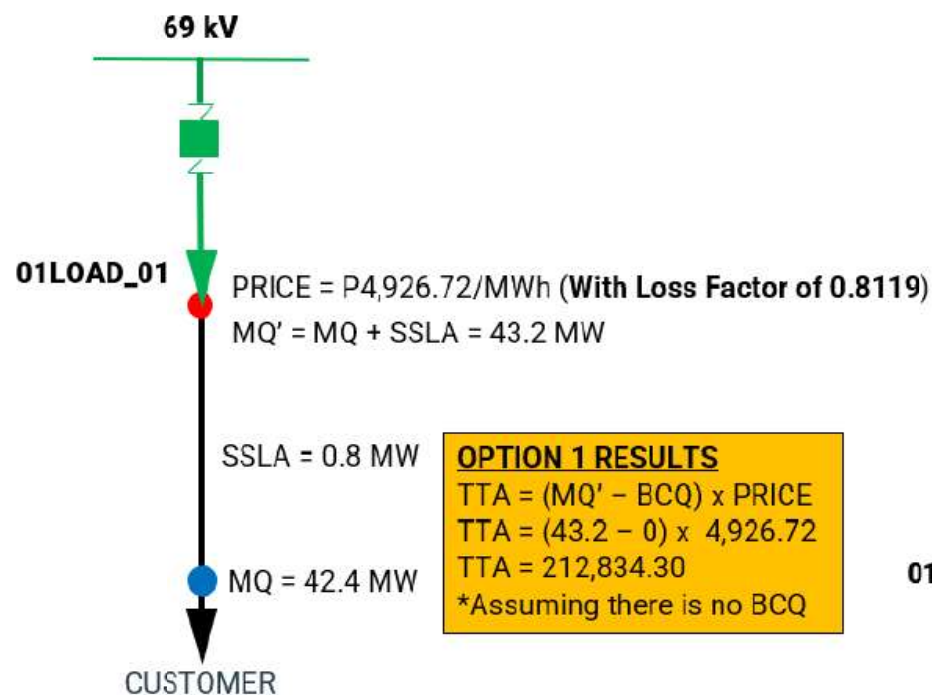 69 kV
01LOAD_01
PRICE = P4,926.72/MWh (With Loss Factor of 0.8119)
MQ’ = MQ + SSLA = 43.2 MW
SSLA = 0.8 MW
OPTION 1 RESULTS
TTA = (MQ’ – BCQ) x PRICE
TTA = (43.2 – 0) x 4,926.72
TTA = 212,834.30
*Assuming there is no BCQ
MQ = 42.4 MW
01
CUSTOMER